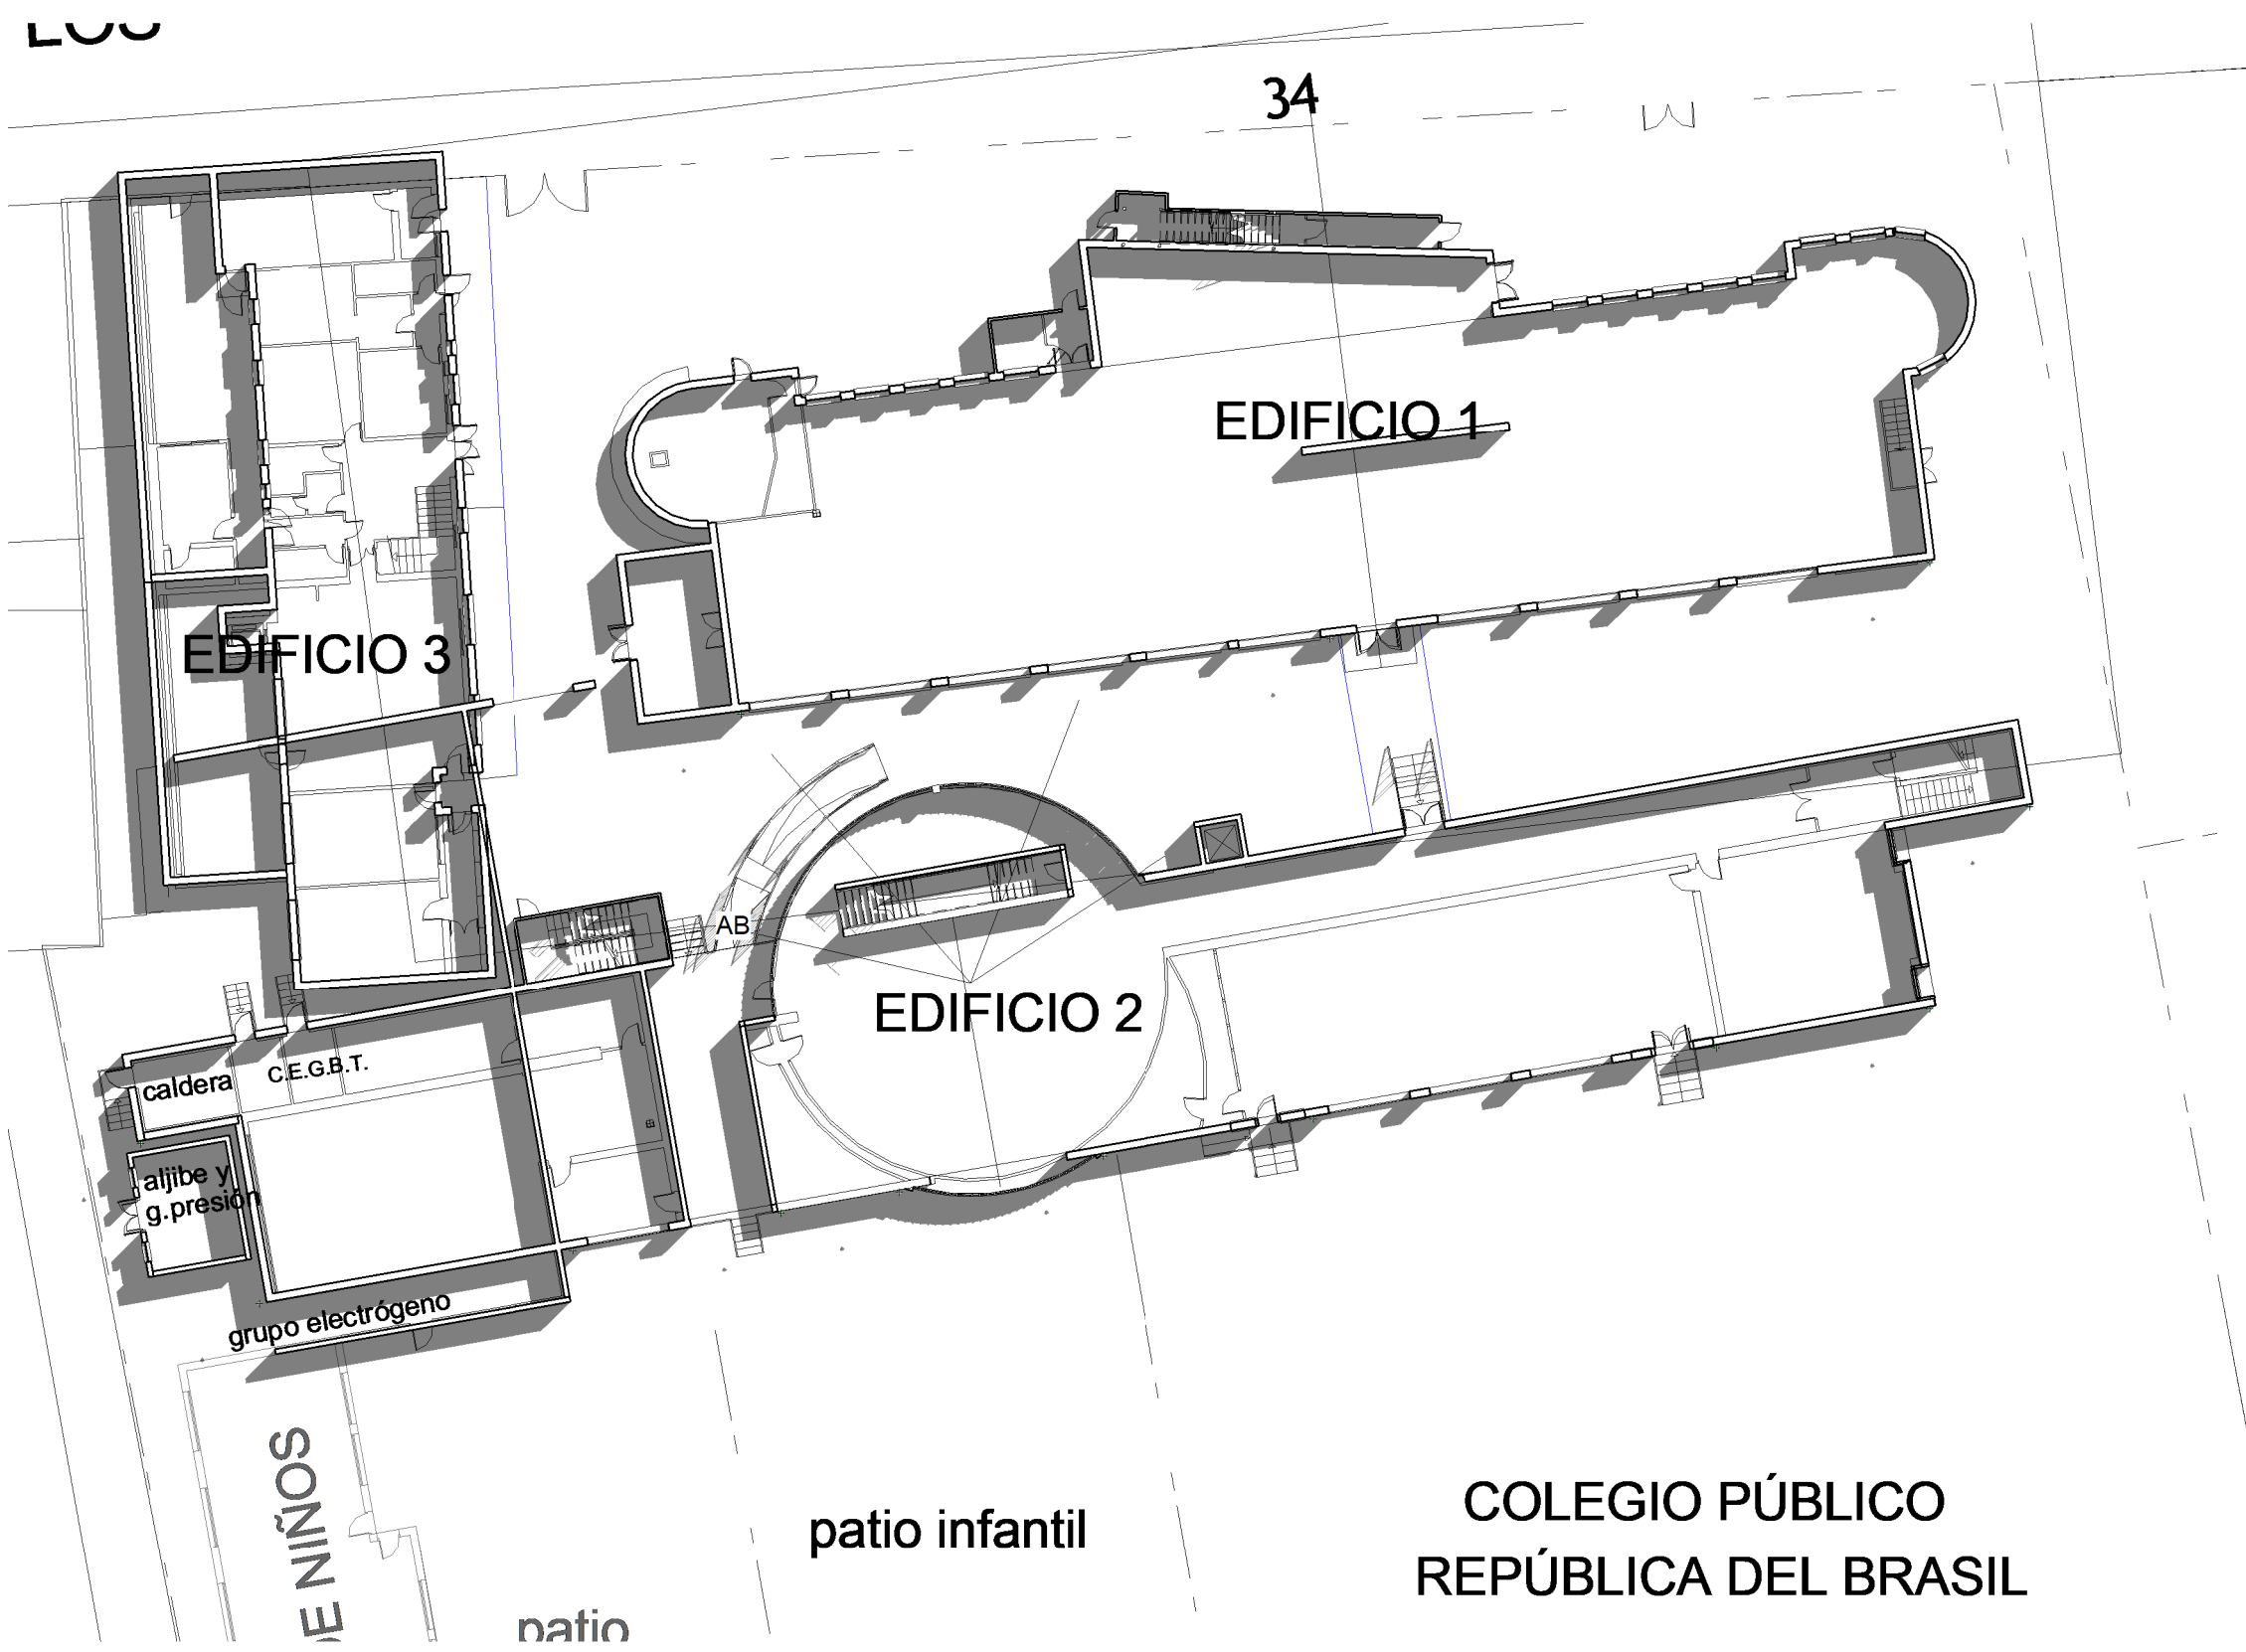 34
EDIFICIO 1
EDIFICIO 3
AB
EDIFICIO 2
caldera
C.E.G.B.T.
aljibe y
g.presión
grupo electrógeno
DE NIÑOS
patio infantil
patio
COLEGIO PÚBLICO
REPÚBLICA DEL BRASIL